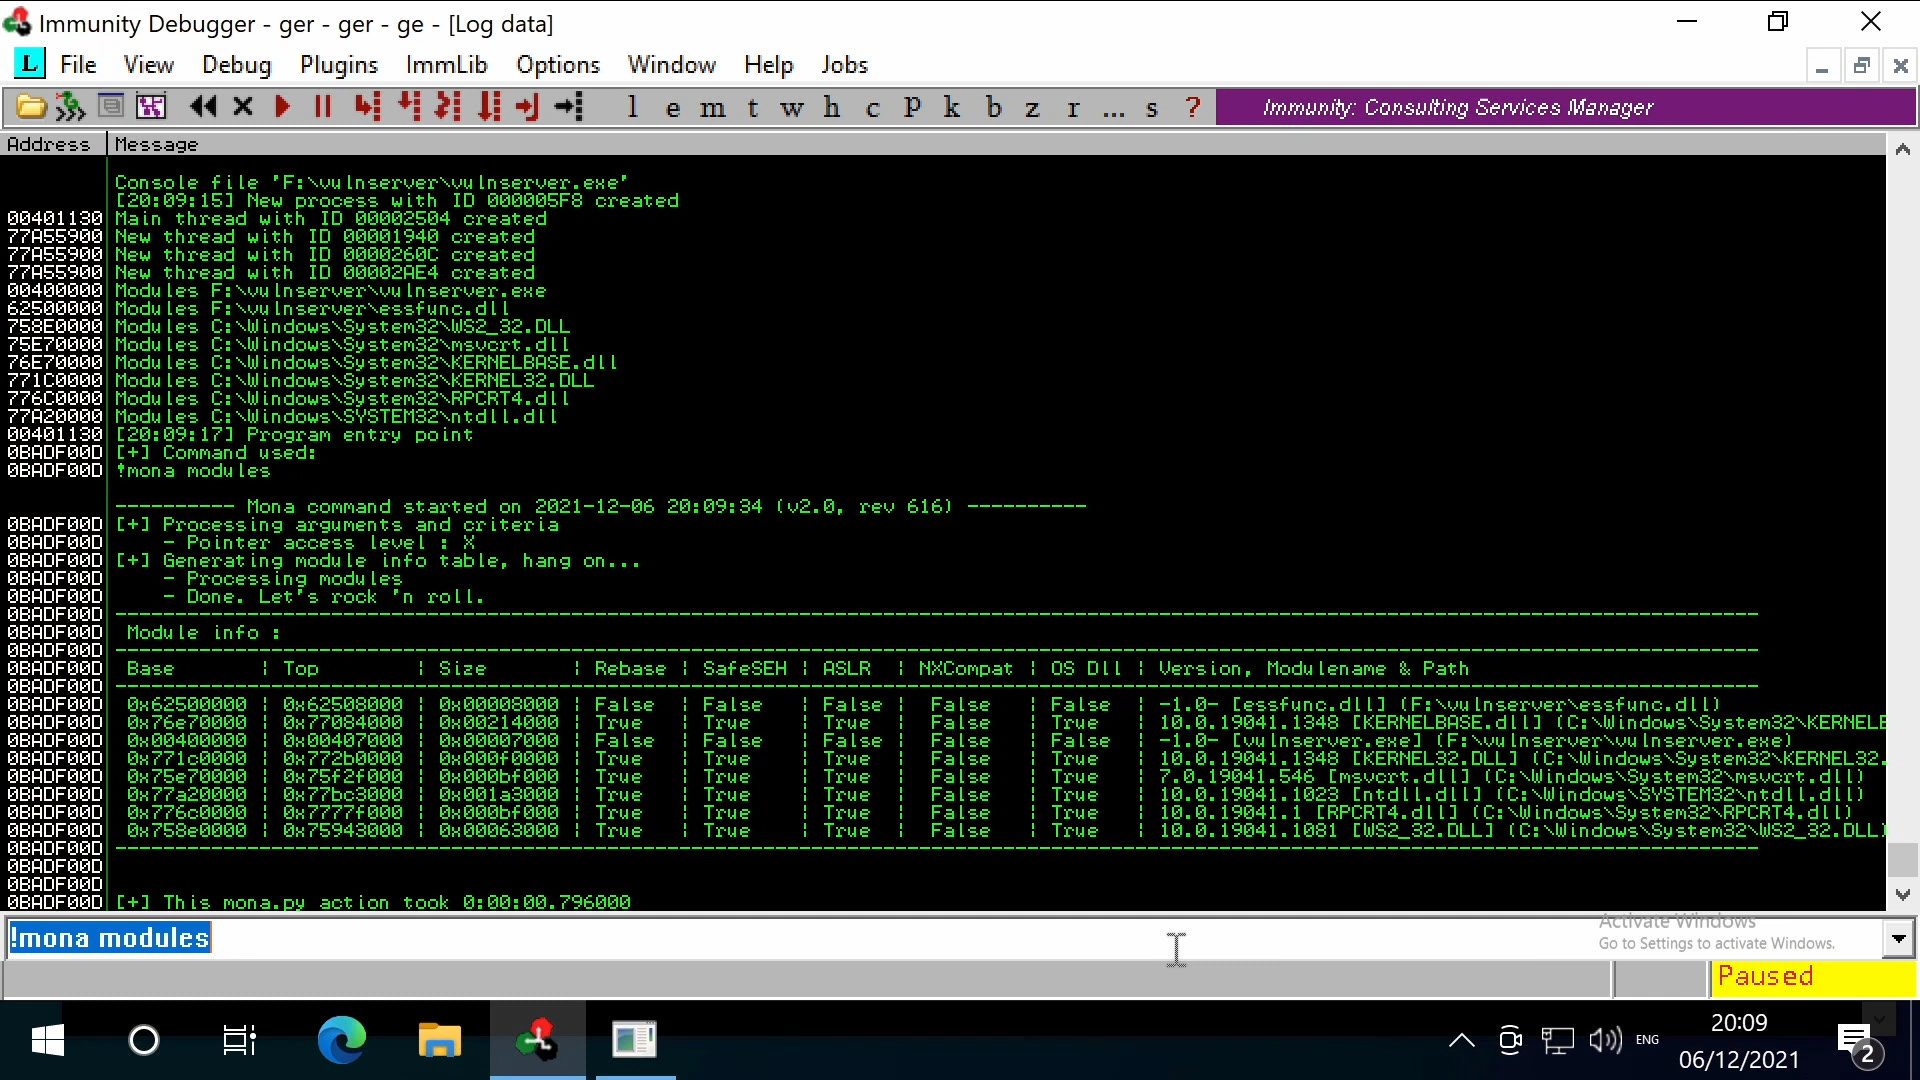 Immunity Debugger - ger - ger - ge - [Log data]
L File View Debug Plugins ImmLib Options Window Help Jobs
l e m t w h c P k b z r ... s ? Immunity: Consulting Services Manager
Address Message
Console file 'F:\vulnserver\vulnserver.exe'
[20:09:15] New process with ID 000005F8 created
00401130 Main thread with ID 00002504 created
77A55900 New thread with ID 00001940 created
77A55900 New thread with ID 0000260C created
77A55900 New thread with ID 00002AE4 created
00400000 Modules F:\vulnserver\vulnserver.exe
62500000 Modules F:\vulnserver\essfunc.dll
758E0000 Modules C:\Windows\System32\WS2_32.DLL
75E70000 Modules C:\Windows\System32\msvcrt.dll
76E70000 Modules C:\Windows\System32\KERNELBASE.dll
771C0000 Modules C:\Windows\System32\KERNEL32.DLL
776C0000 Modules C:\Windows\System32\RPCRT4.dll
77A20000 Modules C:\Windows\SYSTEM32\ntdll.dll
00401130 [20:09:17] Program entry point
0BADF00D [+] Command used:
0BADF00D !mona modules
---------- Mona command started on 2021-12-06 20:09:34 (v2.0, rev 616) ----------
0BADF00D [+] Processing arguments and criteria
0BADF00D - Pointer access level : X
0BADF00D [+] Generating module info table, hang on...
0BADF00D - Processing modules
0BADF00D - Done. Let's rock 'n roll.
0BADF00D
0BADF00D Module info :
0BADF00D
0BADF00D Base | Top | Size | Rebase | SafeSEH | ASLR | NXCompat | OS Dll | Version, Modulename & Path
0BADF00D
0BADF00D 0x62500000 | 0x62508000 | 0x00008000 | False | False | False | False | False | -1.0- [essfunc.dll] (F:\vulnserver\essfunc.dll)
0BADF00D 0x76e70000 | 0x77084000 | 0x00214000 | True | True | True | False | True | 10.0.19041.1348 [KERNELBASE.dll] (C:\Windows\System32\KERNELB
0BADF00D 0x00400000 | 0x00407000 | 0x00007000 | False | False | False | False | False | -1.0- [vulnserver.exe] (F:\vulnserver\vulnserver.exe)
0BADF00D 0x771c0000 | 0x772b0000 | 0x000f0000 | True | True | True | False | True | 10.0.19041.1348 [KERNEL32.DLL] (C:\Windows\System32\KERNEL32.
0BADF00D 0x75e70000 | 0x75f2f000 | 0x000bf000 | True | True | True | False | True | 7.0.19041.546 [msvcrt.dll] (C:\Windows\System32\msvcrt.dll)
0BADF00D 0x77a20000 | 0x77bc3000 | 0x001a3000 | True | True | True | False | True | 10.0.19041.1023 [ntdll.dll] (C:\Windows\SYSTEM32\ntdll.dll)
0BADF00D 0x776c0000 | 0x7777f000 | 0x000bf000 | True | True | True | False | True | 10.0.19041.1 [RPCRT4.dll] (C:\Windows\System32\RPCRT4.dll)
0BADF00D 0x758e0000 | 0x75943000 | 0x00063000 | True | True | True | False | True | 10.0.19041.1081 [WS2_32.DLL] (C:\Windows\System32\WS2_32.DLL)
0BADF00D
0BADF00D
0BADF00D
0BADF00D [+] This mona.py action took 0:00:00.796000
!mona modules
Activate Windows
Go to Settings to activate Windows.
Paused
ENG
20:09
06/12/2021
2